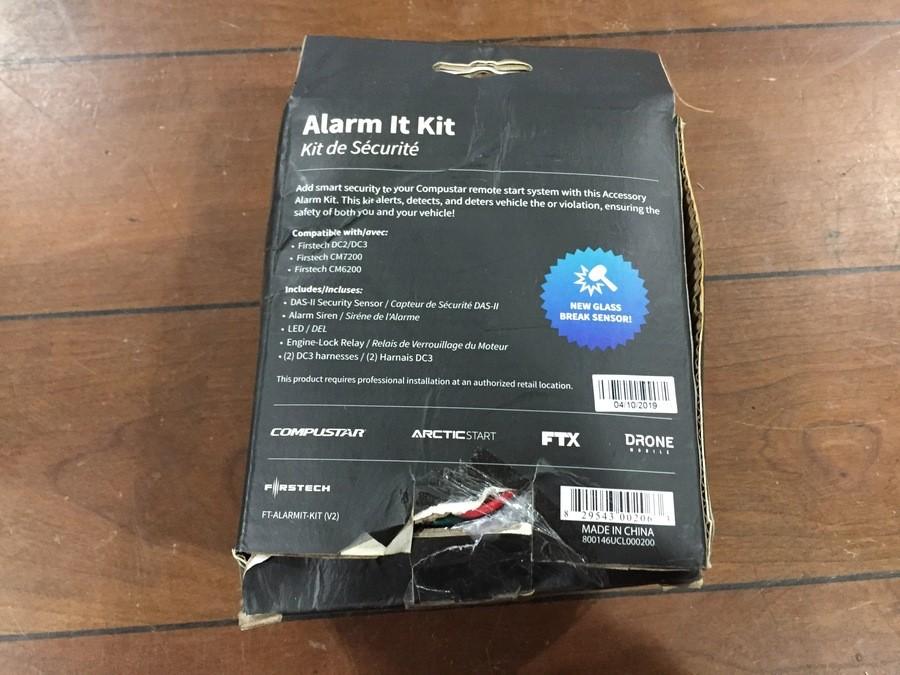 Alarm It Kit
Kit de Sécurité
Add smart security to your Compustar remote start system with this Accessory
Alarm Kit. This kit alerts, detects, and deters vehicle the or violation, ensuring the
safety of both you and your vehicle!
Compatible with/avec:
• Firstech DC2/DC3
• Firstech CM7200
• Firstech CM6200
Includes/Incluses:
• DAS-II Security Sensor / Capteur de Sécurité DAS-II
• Alarm Siren / Siréne de l'Alarme
• LED / DEL
• Engine-Lock Relay / Relais de Verrouillage du Moteur
• (2) DC3 harnesses / (2) Harnais DC3
NEW GLASS
BREAK SENSOR!
This product requires professional installation at an authorized retail location.
04/10/2019
COMPUSTAR ARCTICSTART FTX DRONE
MOBILE
FIRSTECH
FT-ALARMIT-KIT (V2)
8 29543 00206
MADE IN CHINA
800146UCL000200